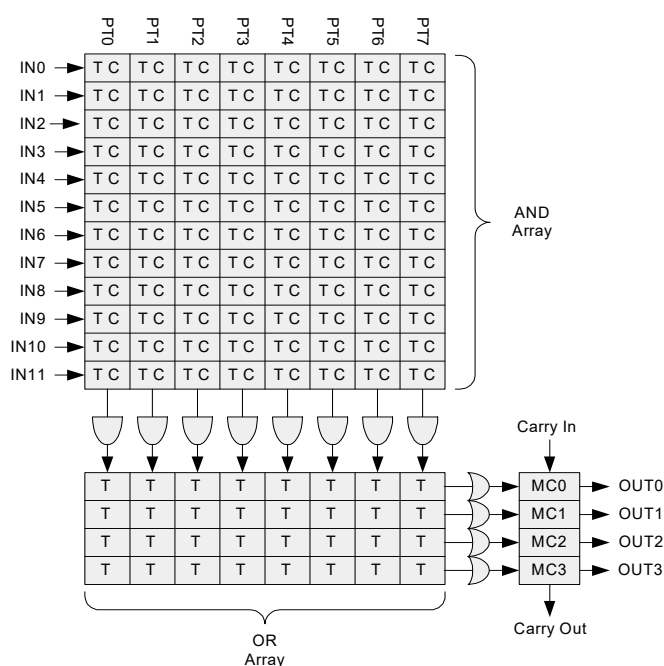 PT0 PT1 PT2 PT3 PT4 PT5 PT6 PT7
IN0 T C T C T C T C T C T C T C T C
IN1 T C T C T C T C T C T C T C T C
IN2 T C T C T C T C T C T C T C T C
IN3 T C T C T C T C T C T C T C T C
IN4 T C T C T C T C T C T C T C T C
IN5 T C T C T C T C T C T C T C T C
IN6 T C T C T C T C T C T C T C T C
IN7 T C T C T C T C T C T C T C T C
IN8 T C T C T C T C T C T C T C T C
IN9 T C T C T C T C T C T C T C T C
IN10 T C T C T C T C T C T C T C T C
IN11 T C T C T C T C T C T C T C T C
AND
Array
Carry In
T T T T T T T T MC0 OUT0
T T T T T T T T MC1 OUT1
T T T T T T T T MC2 OUT2
T T T T T T T T MC3 OUT3
Carry Out
OR
Array